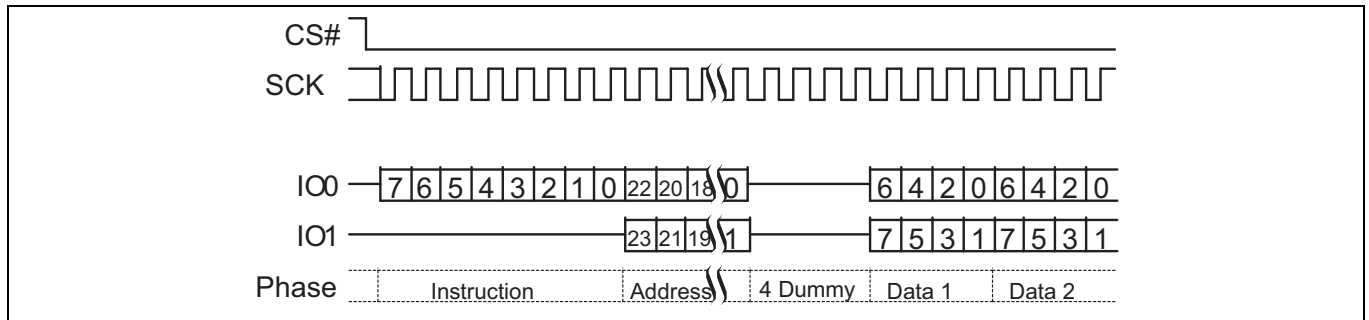 CS#
SCK
IO0 7 6 5 4 3 2 1 0 22 20 18 0 6 4 2 0 6 4 2 0
IO1 23 21 19 1 7 5 3 1 7 5 3 1
Phase Instruction Address 4 Dummy Data 1 Data 2